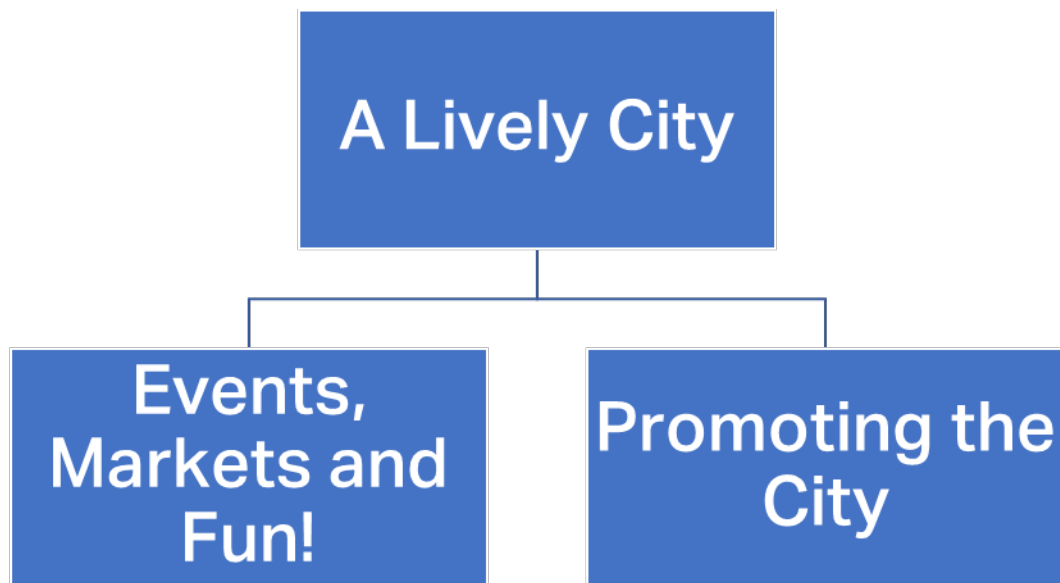 A Lively City
Events,
Markets and
Fun!
Promoting the
City